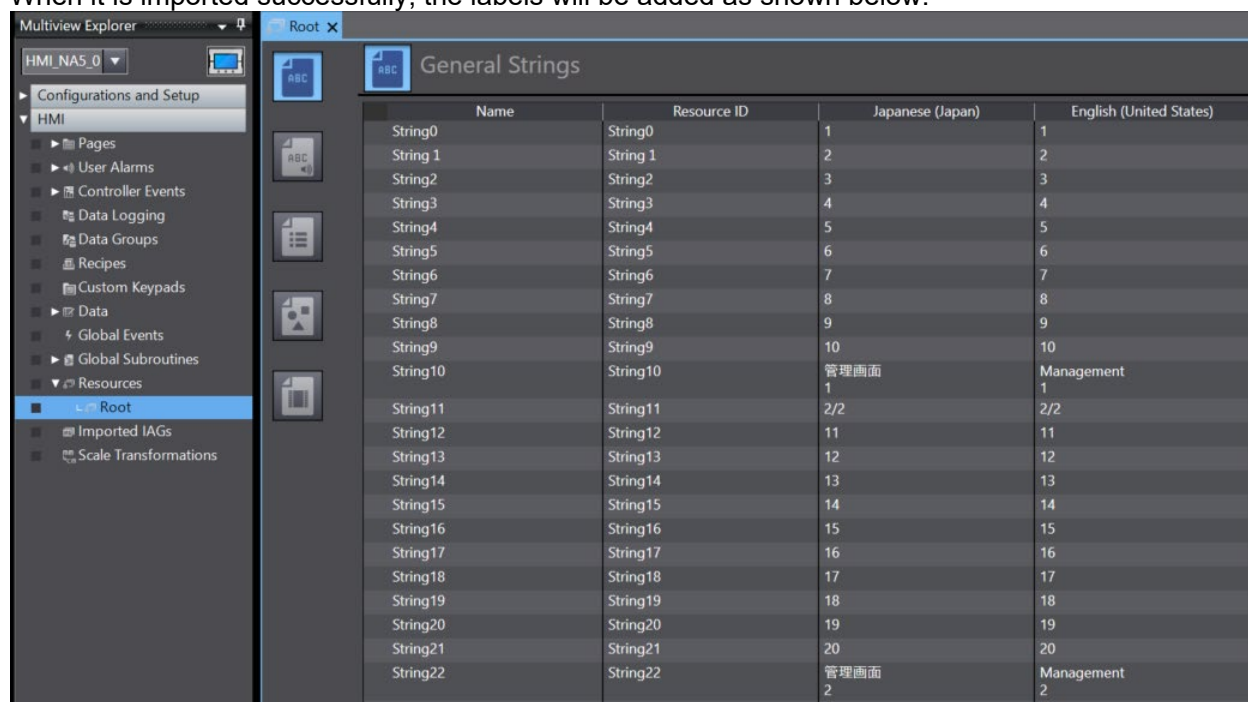 When it is imported successfully, the labels will be added as shown below.
Multiview Explorer
HMI_NA5_0
Configurations and Setup
HMI
Pages
User Alarms
Controller Events
Data Logging
Data Groups
Recipes
Custom Keypads
Data
Global Events
Global Subroutines
Resources
Root
Imported IAGs
Scale Transformations
Root
ABC
ABC
ABC
General Strings
Name Resource ID Japanese (Japan) English (United States)
String0 String0 1 1
String 1 String 1 2 2
String2 String2 3 3
String3 String3 4 4
String4 String4 5 5
String5 String5 6 6
String6 String6 7 7
String7 String7 8 8
String8 String8 9 9
String9 String9 10 10
String10 String10 管理画面 Management
1 1
String11 String11 2/2 2/2
String12 String12 11 11
String13 String13 12 12
String14 String14 13 13
String15 String15 14 14
String16 String16 15 15
String17 String17 16 16
String18 String18 17 17
String19 String19 18 18
String20 String20 19 19
String21 String21 20 20
String22 String22 管理画面 Management
2 2